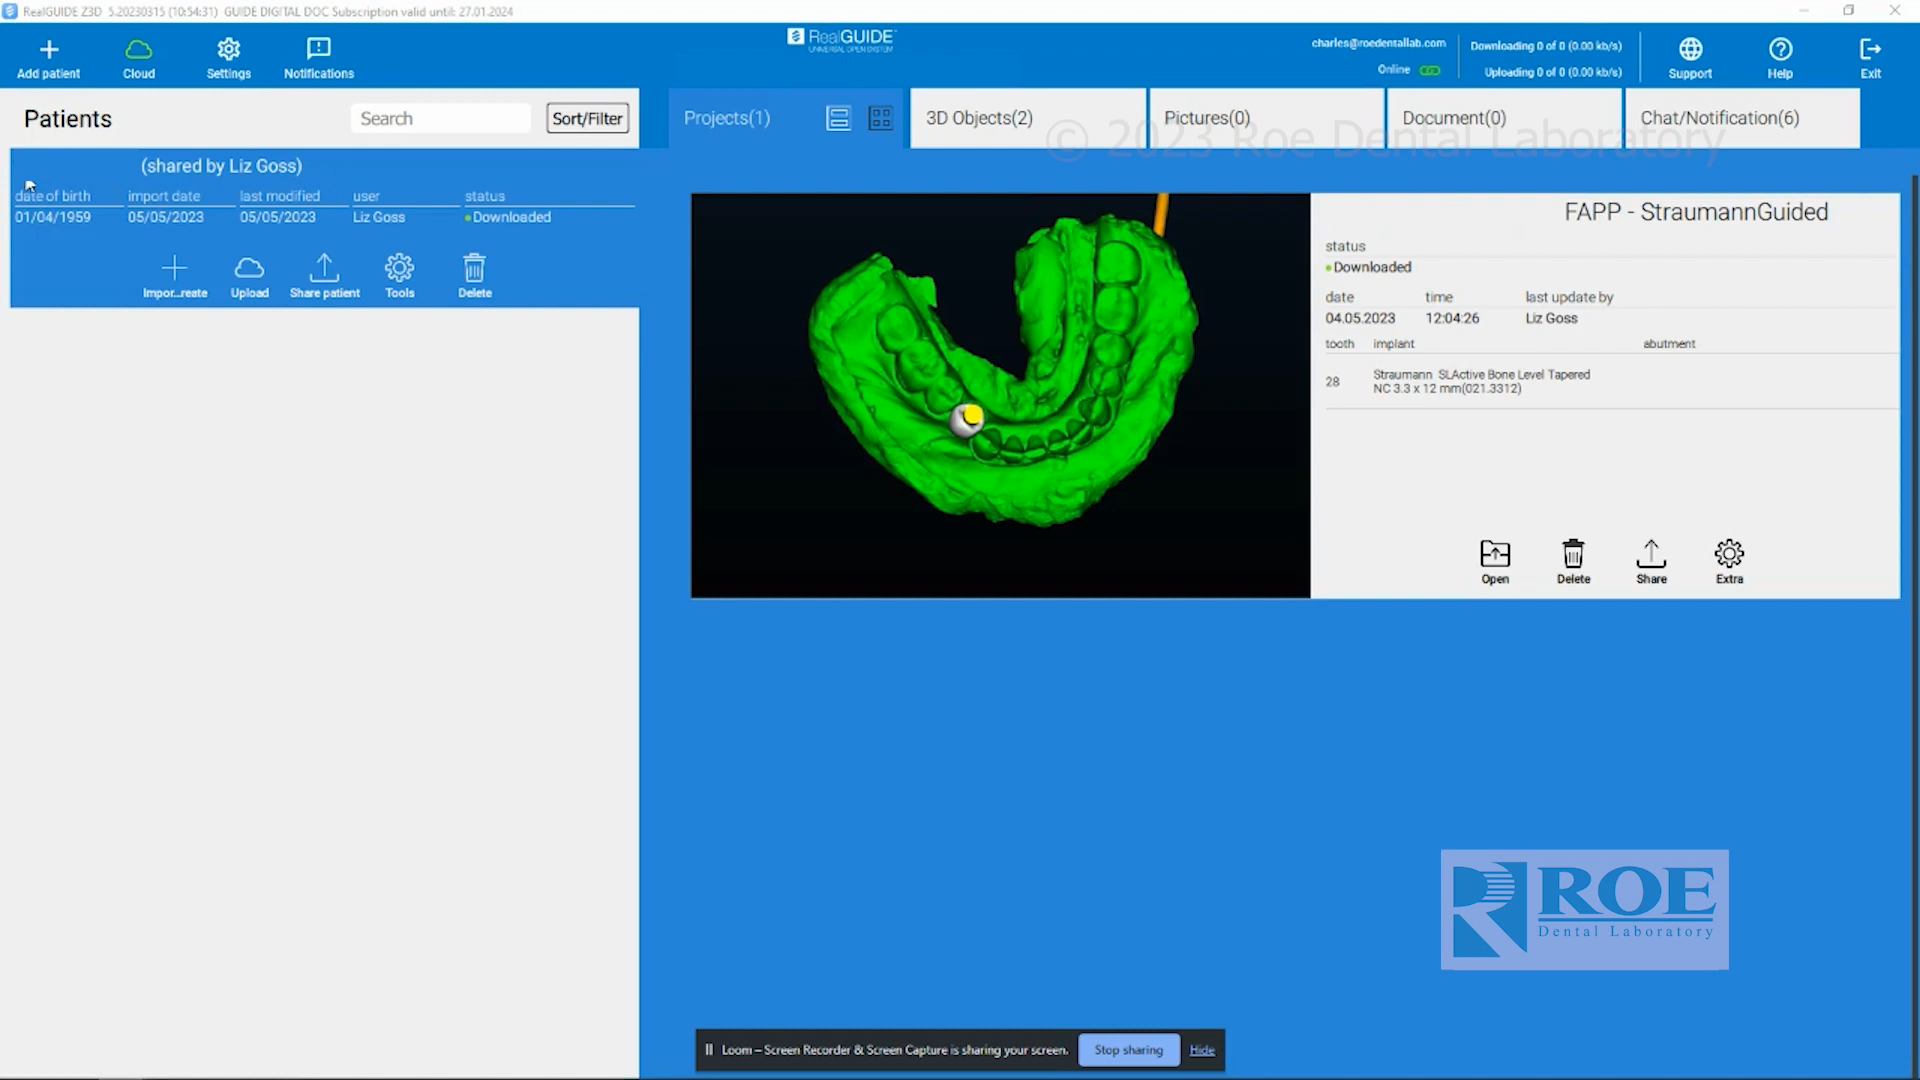 RealGUIDE Z3D 5.20230315 (10:54:31) GUIDE DIGITAL DOC Subscription valid until: 27.01.2024
Add patient
Cloud
Settings
Notifications
RealGUIDE
UNIVERSAL OPEN SYSTEM
charles@roedentallab.com
Online
Downloading 0 of 0 (0.00 kb/s)
Uploading 0 of 0 (0.00 kb/s)
Support
Help
Exit
Patients
Search
Sort/Filter
Projects(1)
3D Objects(2)
Pictures(0)
Document(0)
Chat/Notification(6)
© 2023 Roe Dental Laboratory
(shared by Liz Goss)
date of birth import date last modified user status
01/04/1959 05/05/2023 05/05/2023 Liz Goss Downloaded
Impor...reate
Upload
Share patient
Tools
Delete
FAPP - StraumannGuided
status
Downloaded
date time last update by
04.05.2023 12:04:26 Liz Goss
tooth implant abutment
28 Straumann SLActive Bone Level Tapered
NC 3.3 x 12 mm(021.3312)
Open
Delete
Share
Extra
ROE
Dental Laboratory
Loom – Screen Recorder & Screen Capture is sharing your screen.
Stop sharing
Hide